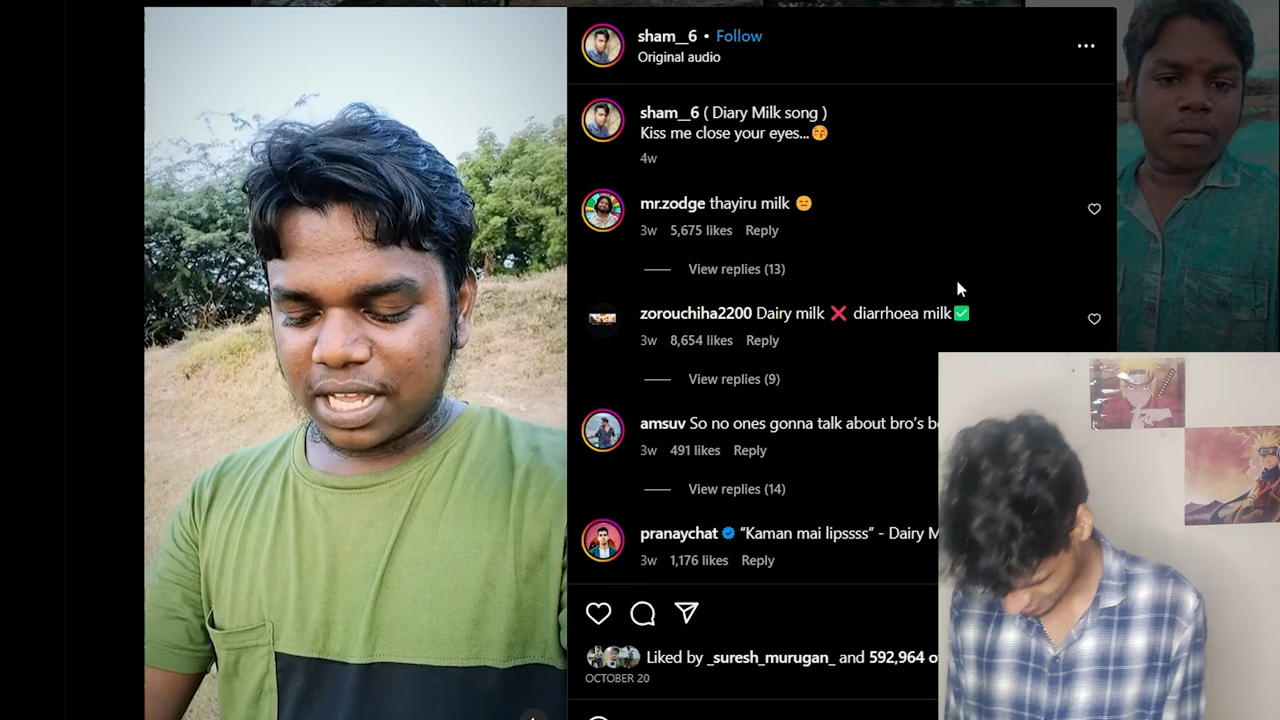 sham__6 • Follow
Original audio
sham__6 ( Diary Milk song )
Kiss me close your eyes...😚
4w
mr.zodge thayiru milk 😑
3w 5,675 likes Reply
View replies (13)
zorouchiha2200 Dairy milk ❌ diarrhoea milk✅
3w 8,654 likes Reply
View replies (9)
amsuv So no ones gonna talk about bro's
3w 491 likes Reply
View replies (14)
pranaychat "Kaman mai lipssss" - Dairy
3w 1,176 likes Reply
Liked by _suresh_murugan_ and 592,964
OCTOBER 20